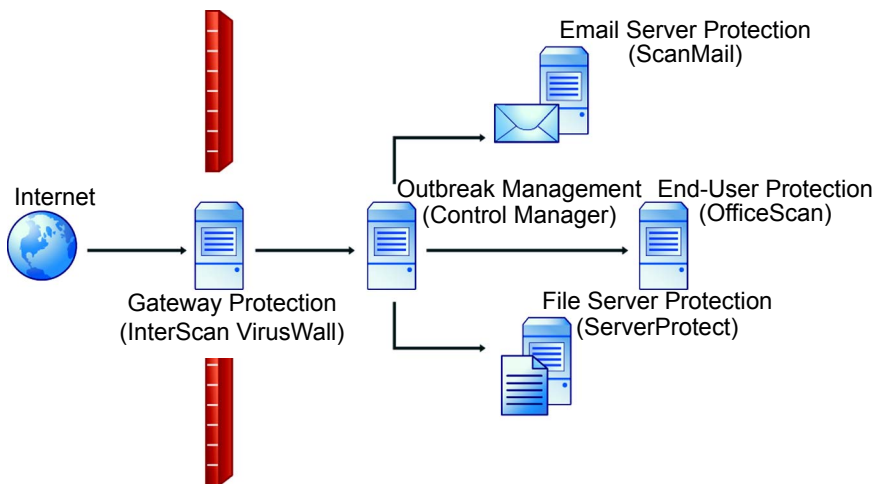 Email Server Protection
(ScanMail)
Internet
Outbreak Management
(Control Manager)
End-User Protection
(OfficeScan)
Gateway Protection
(InterScan VirusWall)
File Server Protection
(ServerProtect)